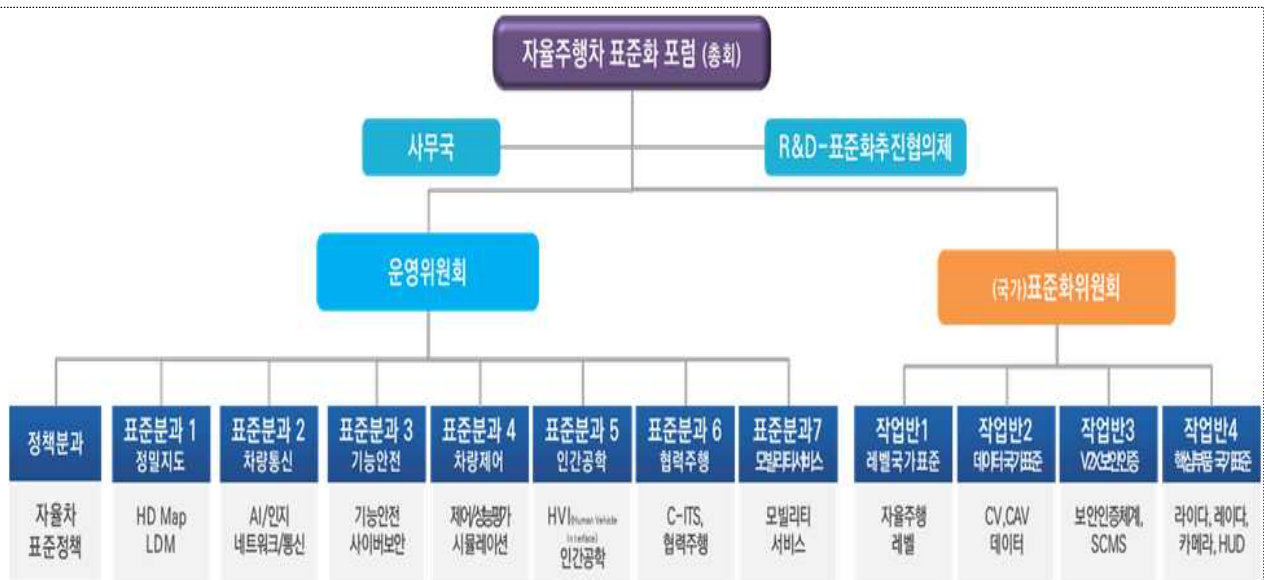 자율주행차 표준화 포럼 (총회)
사무국
R&D-표준화추진협의체
운영위원회
(국가)표준화위원회
정책분과
자율차
표준정책
표준분과 1
정밀지도
HD Map
LDM
표준분과 2
차량통신
AI/인지
네트워크/통신
표준분과 3
기능안전
기능안전
사이버보안
표준분과 4
차량제어
제어/성능평가
시뮬레이션
표준분과 5
인간공학
HVI(Human Vehicle
Interface)
인간공학
표준분과 6
협력주행
C-ITS,
협력주행
표준분과7
모빌리티서비스
모빌리티
서비스
작업반1
레벨국가표준
자율주행
레벨
작업반2
데이터국가표준
CV,CAV
데이터
작업반3
V2X보안인증
보안인증체계,
SCMS
작업반4
핵심부품 국가표준
라이다, 레이다,
카메라, HUD